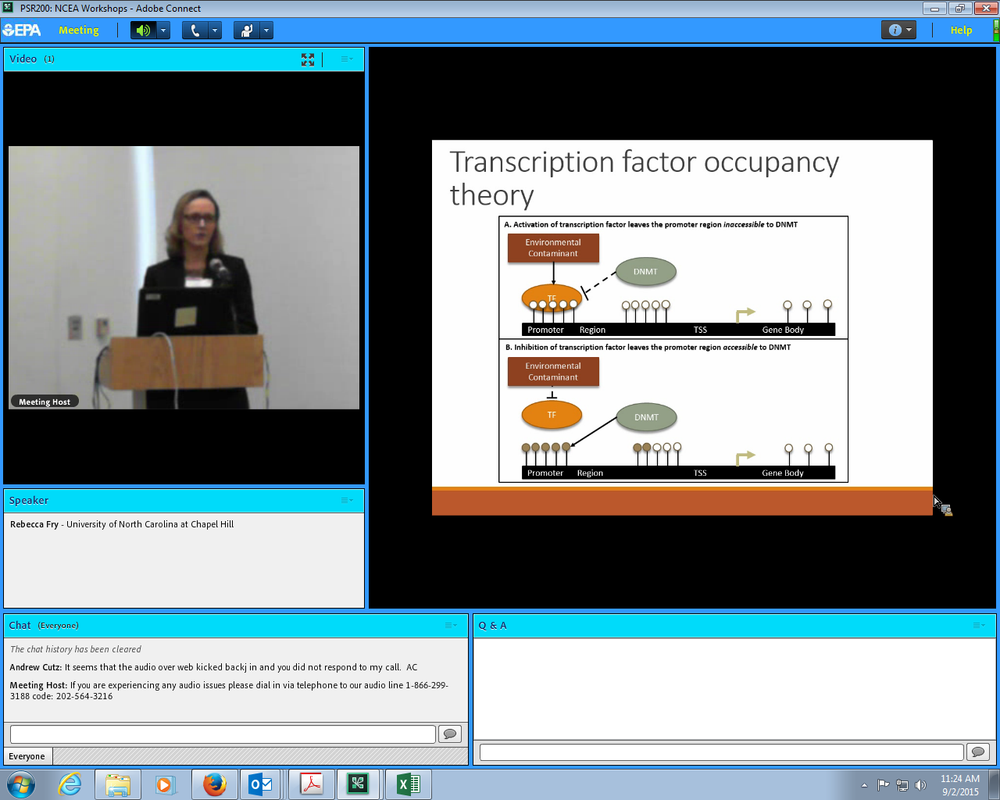 PSR200: NCEA Workshops - Adobe Connect
EPA Meeting Help
Video (1)
Meeting Host
Transcription factor occupancy
theory
A. Activation of transcription factor leaves the promoter region inaccessible to DNMT
Environmental
Contaminant
DNMT
TF
Promoter Region TSS Gene Body
B. Inhibition of transcription factor leaves the promoter region accessible to DNMT
Environmental
Contaminant
TF
DNMT
Promoter Region TSS Gene Body
Speaker
Rebecca Fry - University of North Carolina at Chapel Hill
Chat (Everyone)
The chat history has been cleared
Andrew Cutz: It seems that the audio over web kicked backj in and you did not respond to my call. AC
Meeting Host: If you are experiencing any audio issues please dial in via telephone to our audio line 1-866-299-
3188 code: 202-564-3216
Everyone
Q & A
11:24 AM
9/2/2015